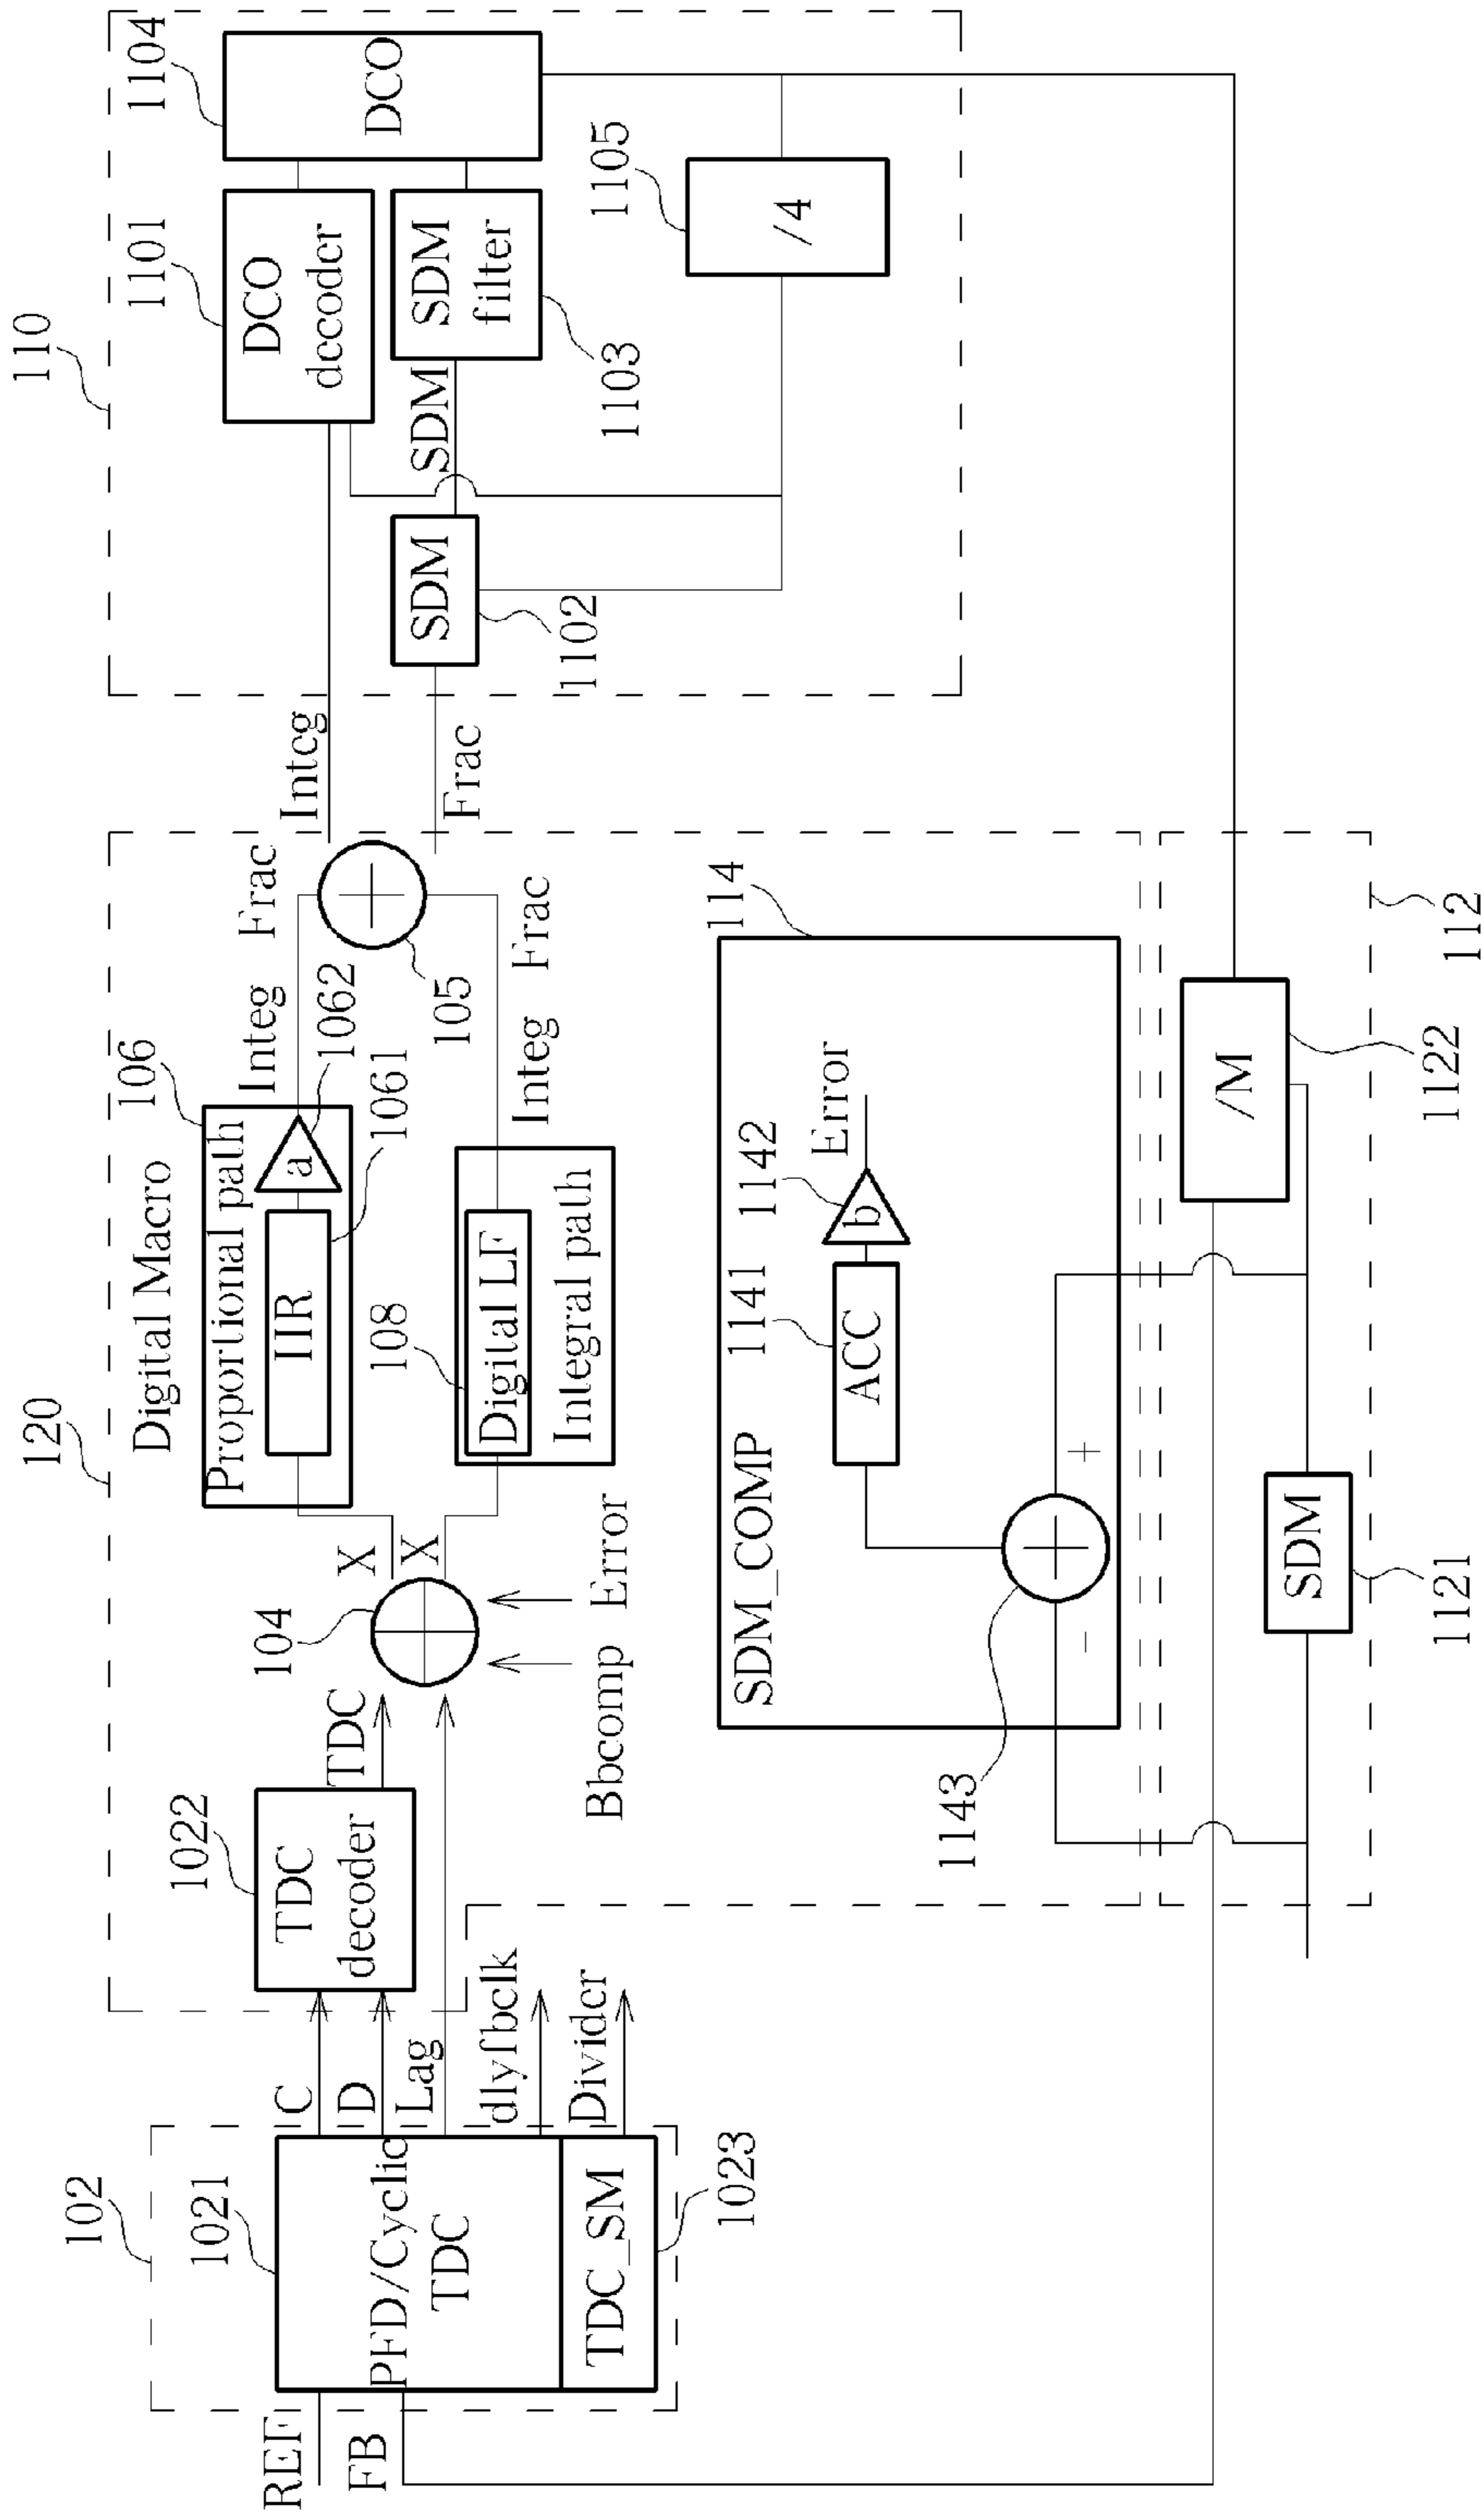 REF
FB
102
1021
PFD/Cyclic
TDC
TDC_SM
1023
C
D
Lag
dlyfbclk
Divider
1022
TDC
decoder
TDC
120
Digital Macro
104
X
X
Bbcomp
Error
106
Proportional path
IIR
a
1062
1061
108
Digital LF
Integral path
Integ
Frac
Integ
Frac
105
Integ
Frac
110
1101
DCO
decoder
1104
DCO
SDM
1102
SDM
SDM
filter
1103
1105
/4
114
SDM_COMP
1141
ACC
1142
b
Error
1143
-
+
SDM
1121
/M
1122
112